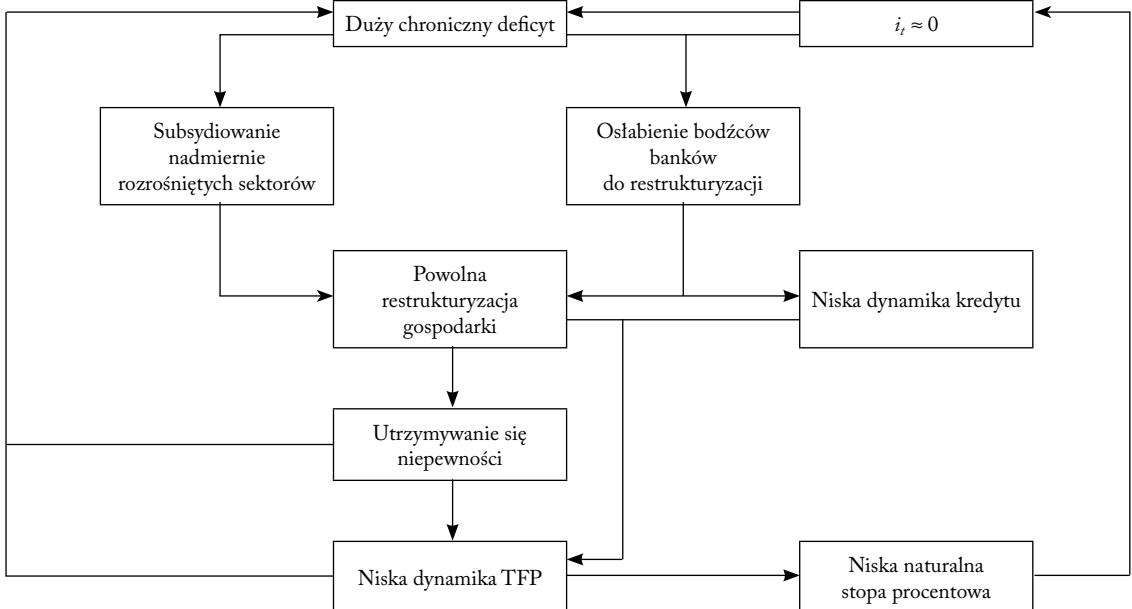 Duży chroniczny deficyt
i_t ≈ 0
Subsydiowanie
nadmiernie
rozrośniętych sektorów
Osłabienie bodźców
banków
do restrukturyzacji
Powolna
restrukturyzacja
gospodarki
Niska dynamika kredytu
Utrzymywanie się
niepewności
Niska dynamika TFP
Niska naturalna
stopa procentowa